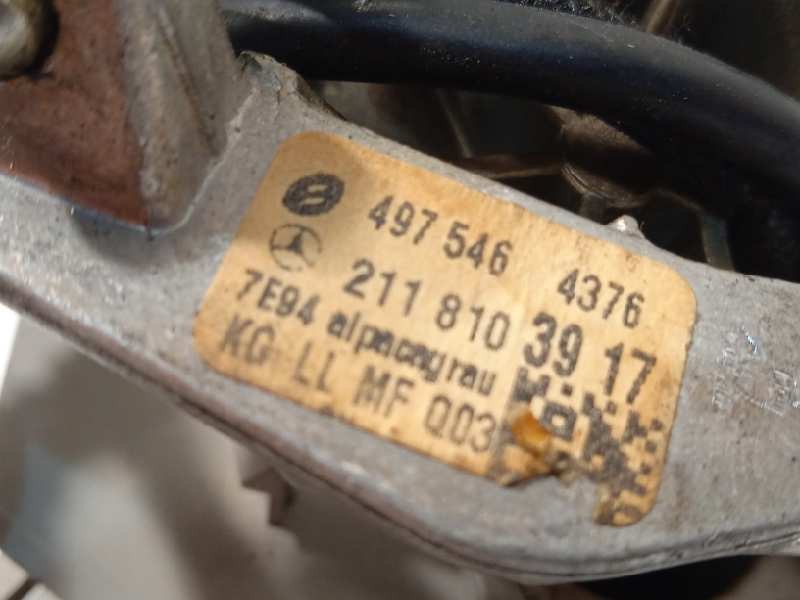 497 546 4376
211 810 39 17
7E94 alpacagrau
KG LL MF Q03